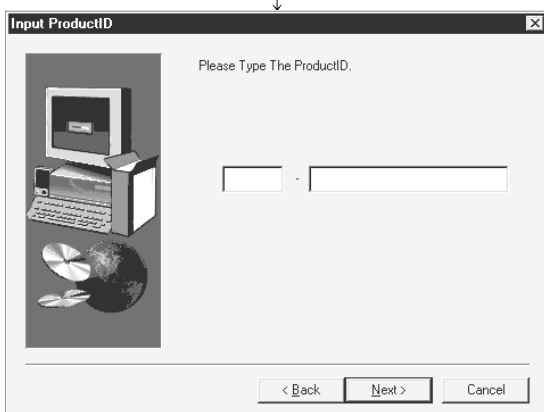 Input ProductID
Please Type The ProductID.
-
< Back Next > Cancel